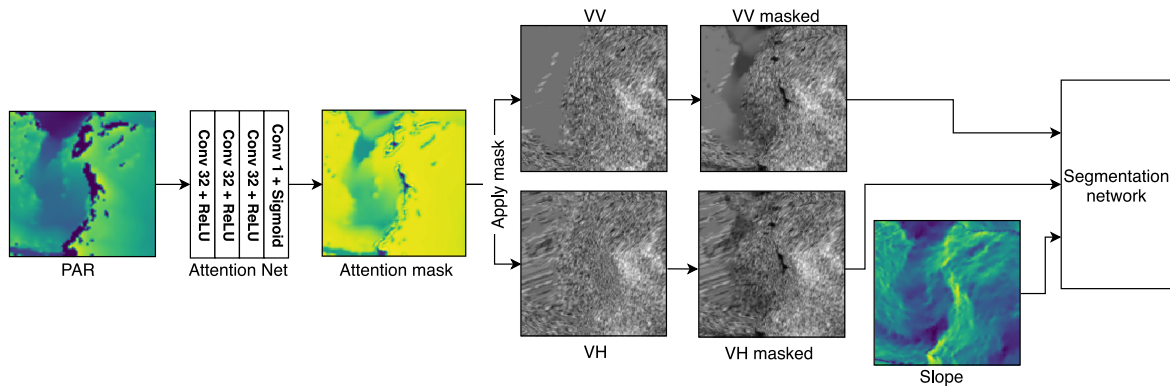 VV
VV masked
Conv 32 + ReLU
Conv 32 + ReLU
Conv 32 + ReLU
Conv 1 + Sigmoid
Apply mask
Segmentation
network
PAR
Attention Net
Attention mask
VH
VH masked
Slope